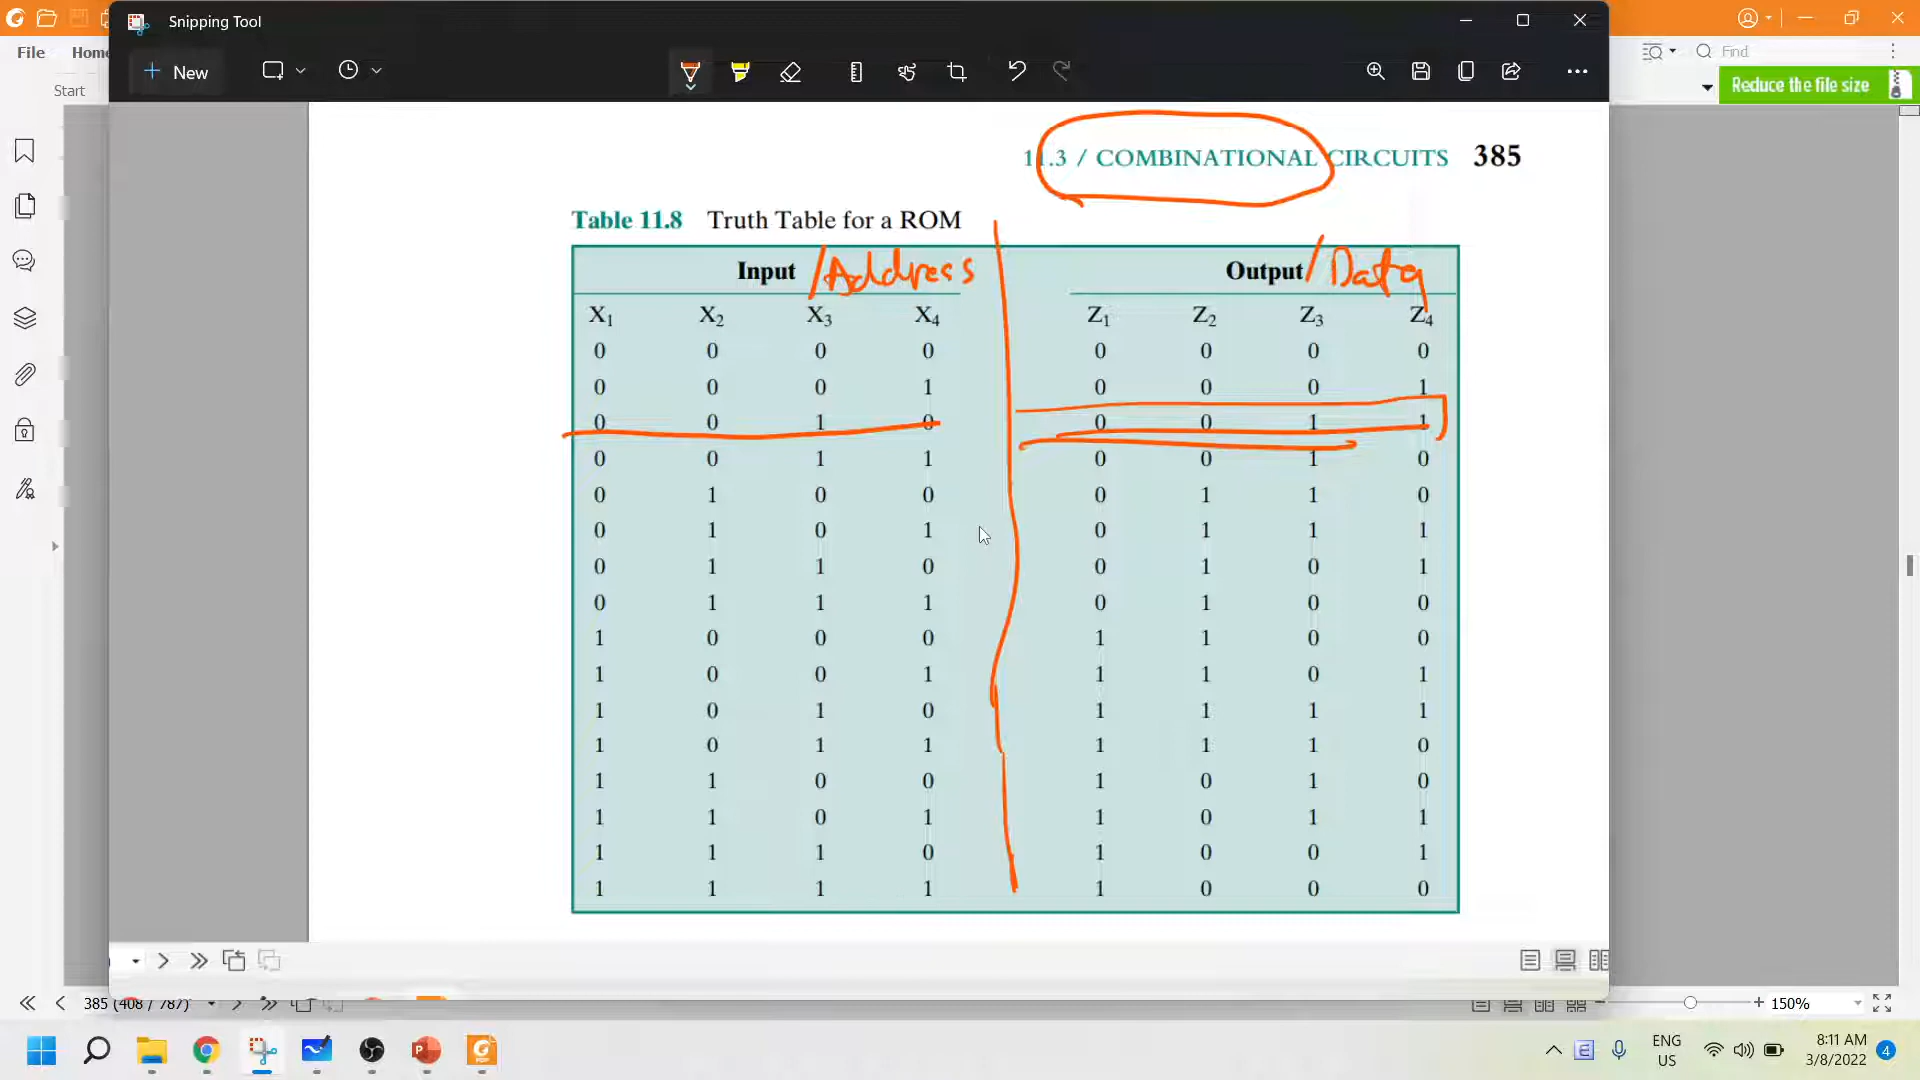 Snipping Tool
File Home
New
Find
Start
Reduce the file size
11.3 / COMBINATIONAL CIRCUITS 385
Table 11.8 Truth Table for a ROM
Input /Address Output /Data
X1 X2 X3 X4 Z1 Z2 Z3 Z4
0 0 0 0 0 0 0 0
0 0 0 1 0 0 0 1
0 0 1 0 0 0 1 1
0 0 1 1 0 0 1 0
0 1 0 0 0 1 1 0
0 1 0 1 0 1 1 1
0 1 1 0 0 1 0 1
0 1 1 1 0 1 0 0
1 0 0 0 1 1 0 0
1 0 0 1 1 1 0 1
1 0 1 0 1 1 1 1
1 0 1 1 1 1 1 0
1 1 0 0 1 0 1 0
1 1 0 1 1 0 1 1
1 1 1 0 1 0 0 1
1 1 1 1 1 0 0 0
385 (408 / 787) 150%
ENG
US
8:11 AM
3/8/2022
4